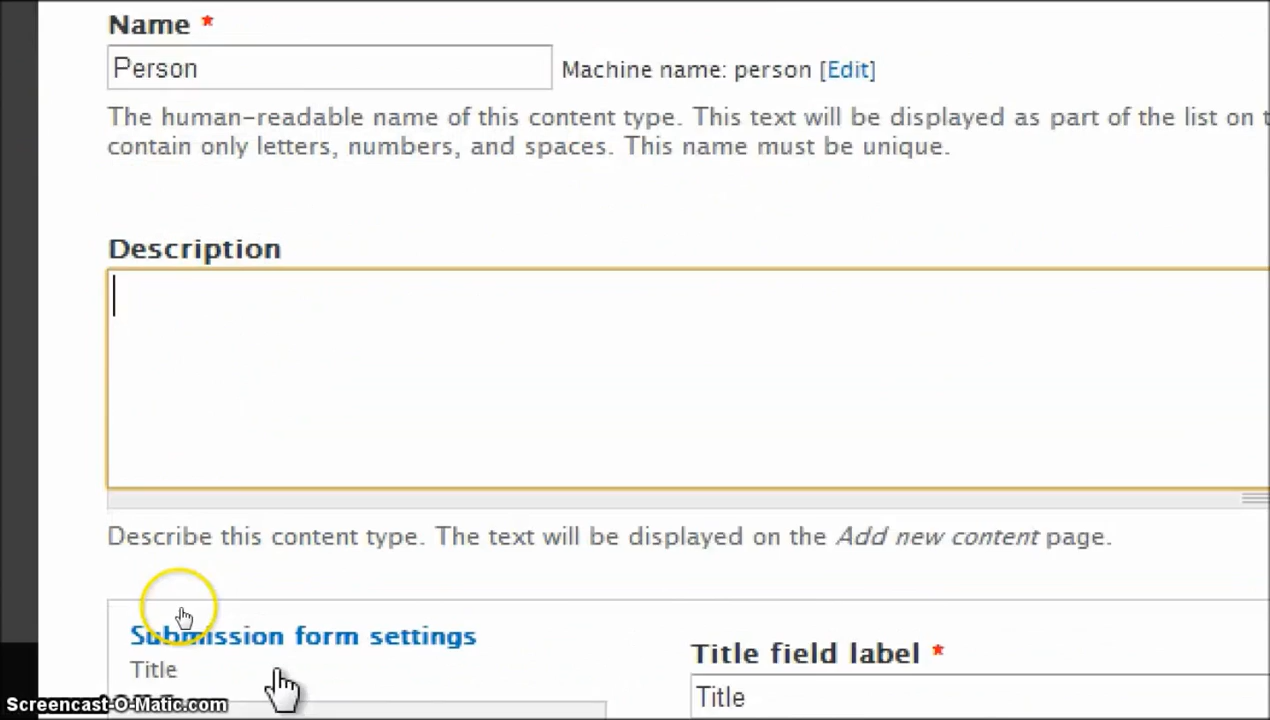 Name *
Person
Machine name: person [Edit]
The human-readable name of this content type. This text will be displayed as part of the list on
contain only letters, numbers, and spaces. This name must be unique.
Description
Describe this content type. The text will be displayed on the Add new content page.
Submission form settings
Title
Title field label *
Title
Screencast-O-Matic.com